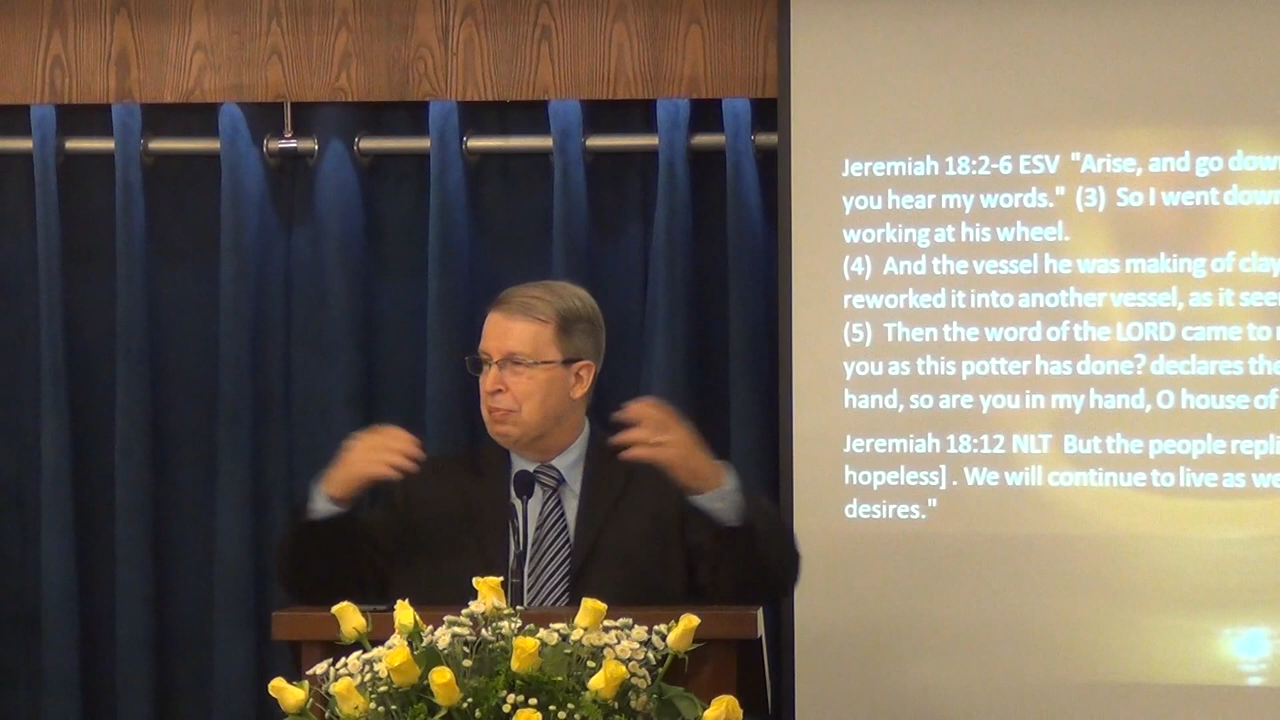 Jeremiah 18:2-6 ESV "Arise, and go down
you hear my words." (3) So I went down
working at his wheel.
(4) And the vessel he was making of clay
reworked it into another vessel, as it see
(5) Then the word of the LORD came to
you as this potter has done? declares the
hand, so are you in my hand, O house of
Jeremiah 18:12 NLT But the people repli
hopeless] . We will continue to live as we
desires."